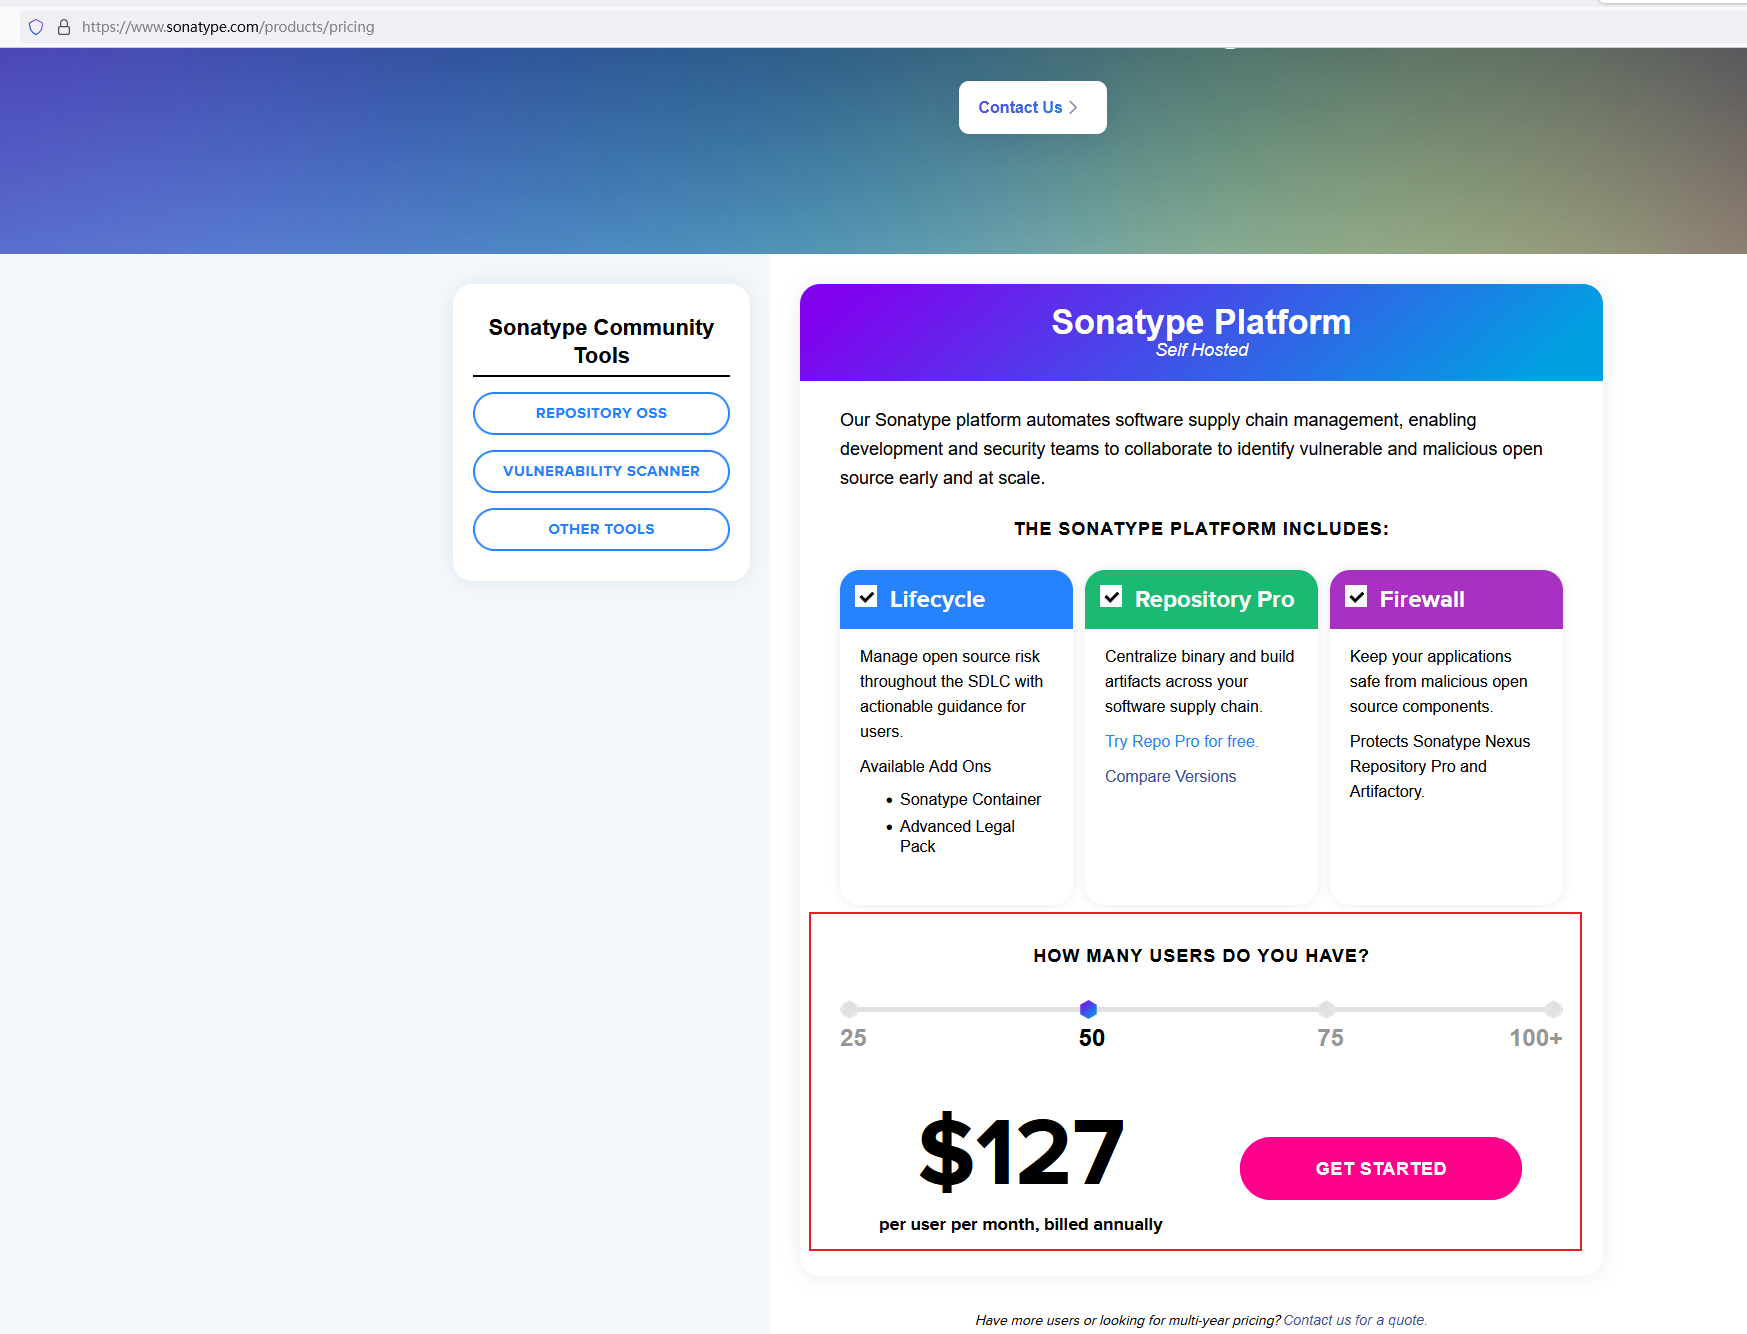 https://www.sonatype.com/products/pricing
Contact Us
Sonatype Community
Tools
REPOSITORY OSS
VULNERABILITY SCANNER
OTHER TOOLS
Sonatype Platform
Self Hosted
Our Sonatype platform automates software supply chain management, enabling
development and security teams to collaborate to identify vulnerable and malicious open
source early and at scale.
THE SONATYPE PLATFORM INCLUDES:
Lifecycle
Manage open source risk
throughout the SDLC with
actionable guidance for
users.
Available Add Ons
• Sonatype Container
• Advanced Legal
Pack
Repository Pro
Centralize binary and build
artifacts across your
software supply chain.
Try Repo Pro for free.
Compare Versions
Firewall
Keep your applications
safe from malicious open
source components.
Protects Sonatype Nexus
Repository Pro and
Artifactory.
HOW MANY USERS DO YOU HAVE?
25 50 75 100+
$127
per user per month, billed annually
GET STARTED
Have more users or looking for multi-year pricing? Contact us for a quote.